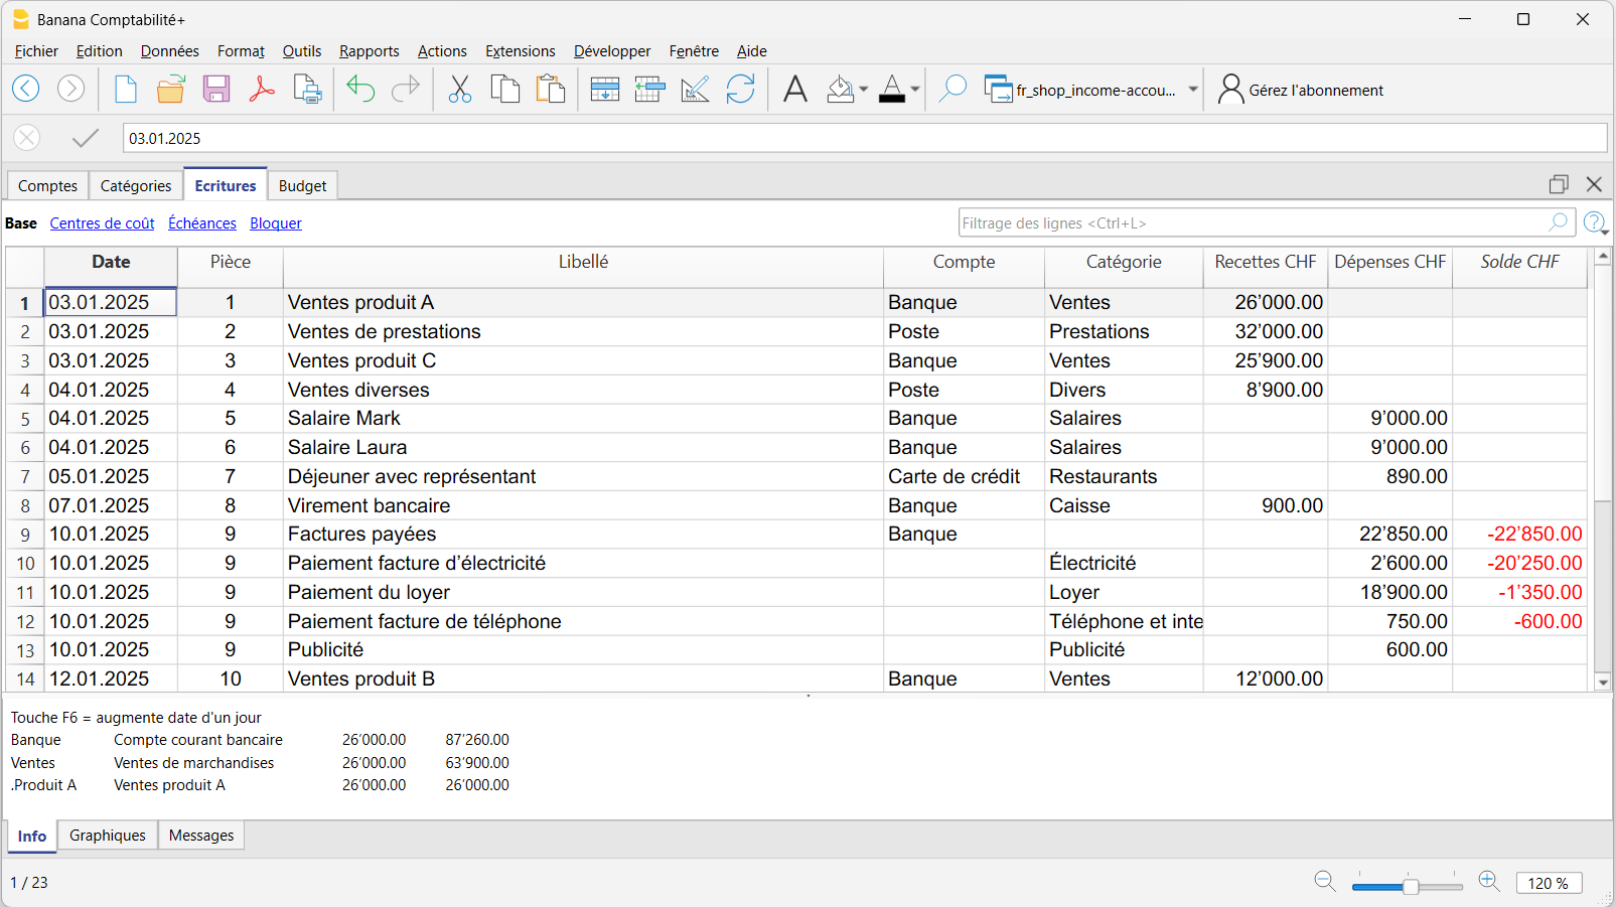 Banana Comptabilité+
Fichier Edition Données Format Outils Rapports Actions Extensions Développer Fenêtre Aide
fr_shop_income-accou... Gérez l'abonnement
03.01.2025
Comptes Catégories Ecritures Budget
Base Centres de coût Échéances Bloquer Filtrage des lignes <Ctrl+L>
Date Pièce Libellé Compte Catégorie Recettes CHF Dépenses CHF Solde CHF
1 03.01.2025 1 Ventes produit A Banque Ventes 26’000.00
2 03.01.2025 2 Ventes de prestations Poste Prestations 32’000.00
3 03.01.2025 3 Ventes produit C Banque Ventes 25’900.00
4 04.01.2025 4 Ventes diverses Poste Divers 8’900.00
5 04.01.2025 5 Salaire Mark Banque Salaires 9’000.00
6 04.01.2025 6 Salaire Laura Banque Salaires 9’000.00
7 05.01.2025 7 Déjeuner avec représentant Carte de crédit Restaurants 890.00
8 07.01.2025 8 Virement bancaire Banque Caisse 900.00
9 10.01.2025 9 Factures payées Banque 22’850.00 -22’850.00
10 10.01.2025 9 Paiement facture d’électricité Électricité 2’600.00 -20’250.00
11 10.01.2025 9 Paiement du loyer Loyer 18’900.00 -1’350.00
12 10.01.2025 9 Paiement facture de téléphone Téléphone et inte 750.00 -600.00
13 10.01.2025 9 Publicité Publicité 600.00
14 12.01.2025 10 Ventes produit B Banque Ventes 12’000.00
Touche F6 = augmente date d'un jour
Banque Compte courant bancaire 26’000.00 87’260.00
Ventes Ventes de marchandises 26’000.00 63’900.00
.Produit A Ventes produit A 26’000.00 26’000.00
Info Graphiques Messages
1 / 23 120 %